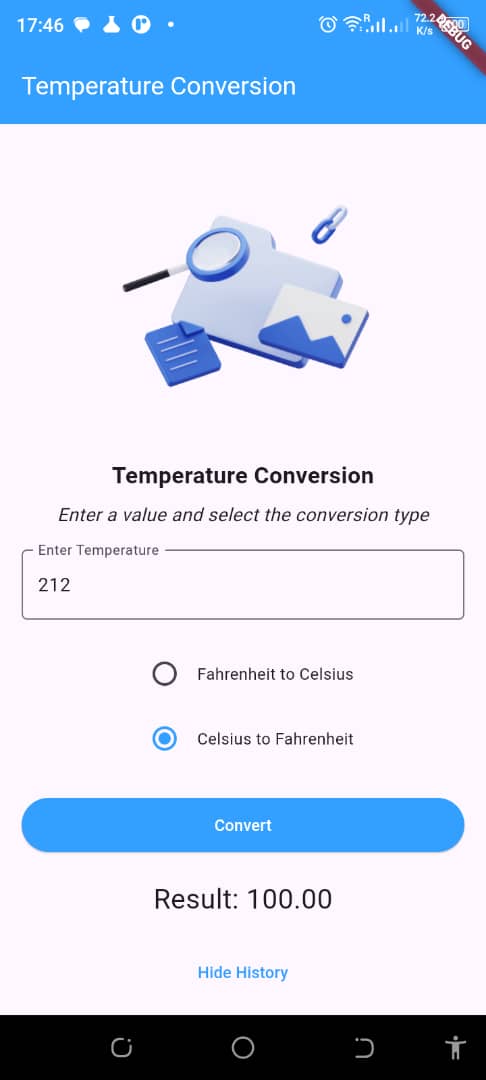 17:46
R
72.2
K/s
100
DEBUG
Temperature Conversion
Temperature Conversion
Enter a value and select the conversion type
Enter Temperature
212
Fahrenheit to Celsius
Celsius to Fahrenheit
Convert
Result: 100.00
Hide History